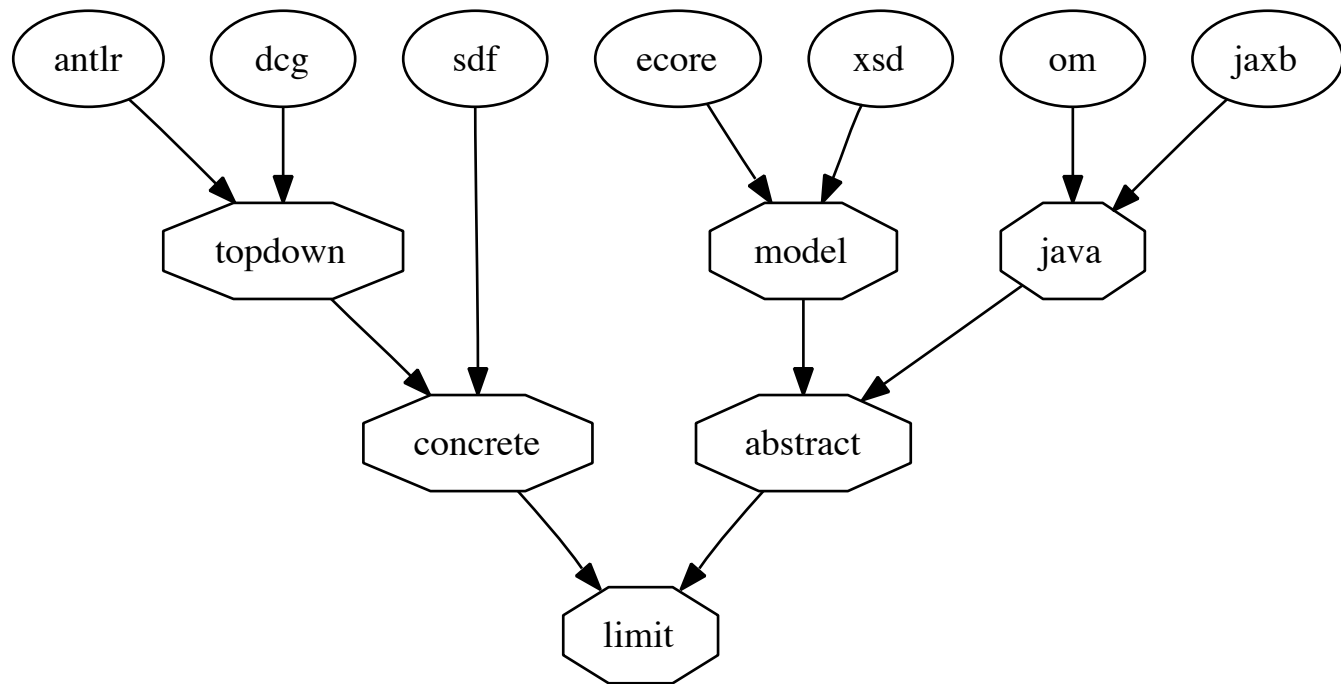 antlr
dcg
sdf
ecore
xsd
om
jaxb
topdown
model
java
concrete
abstract
limit